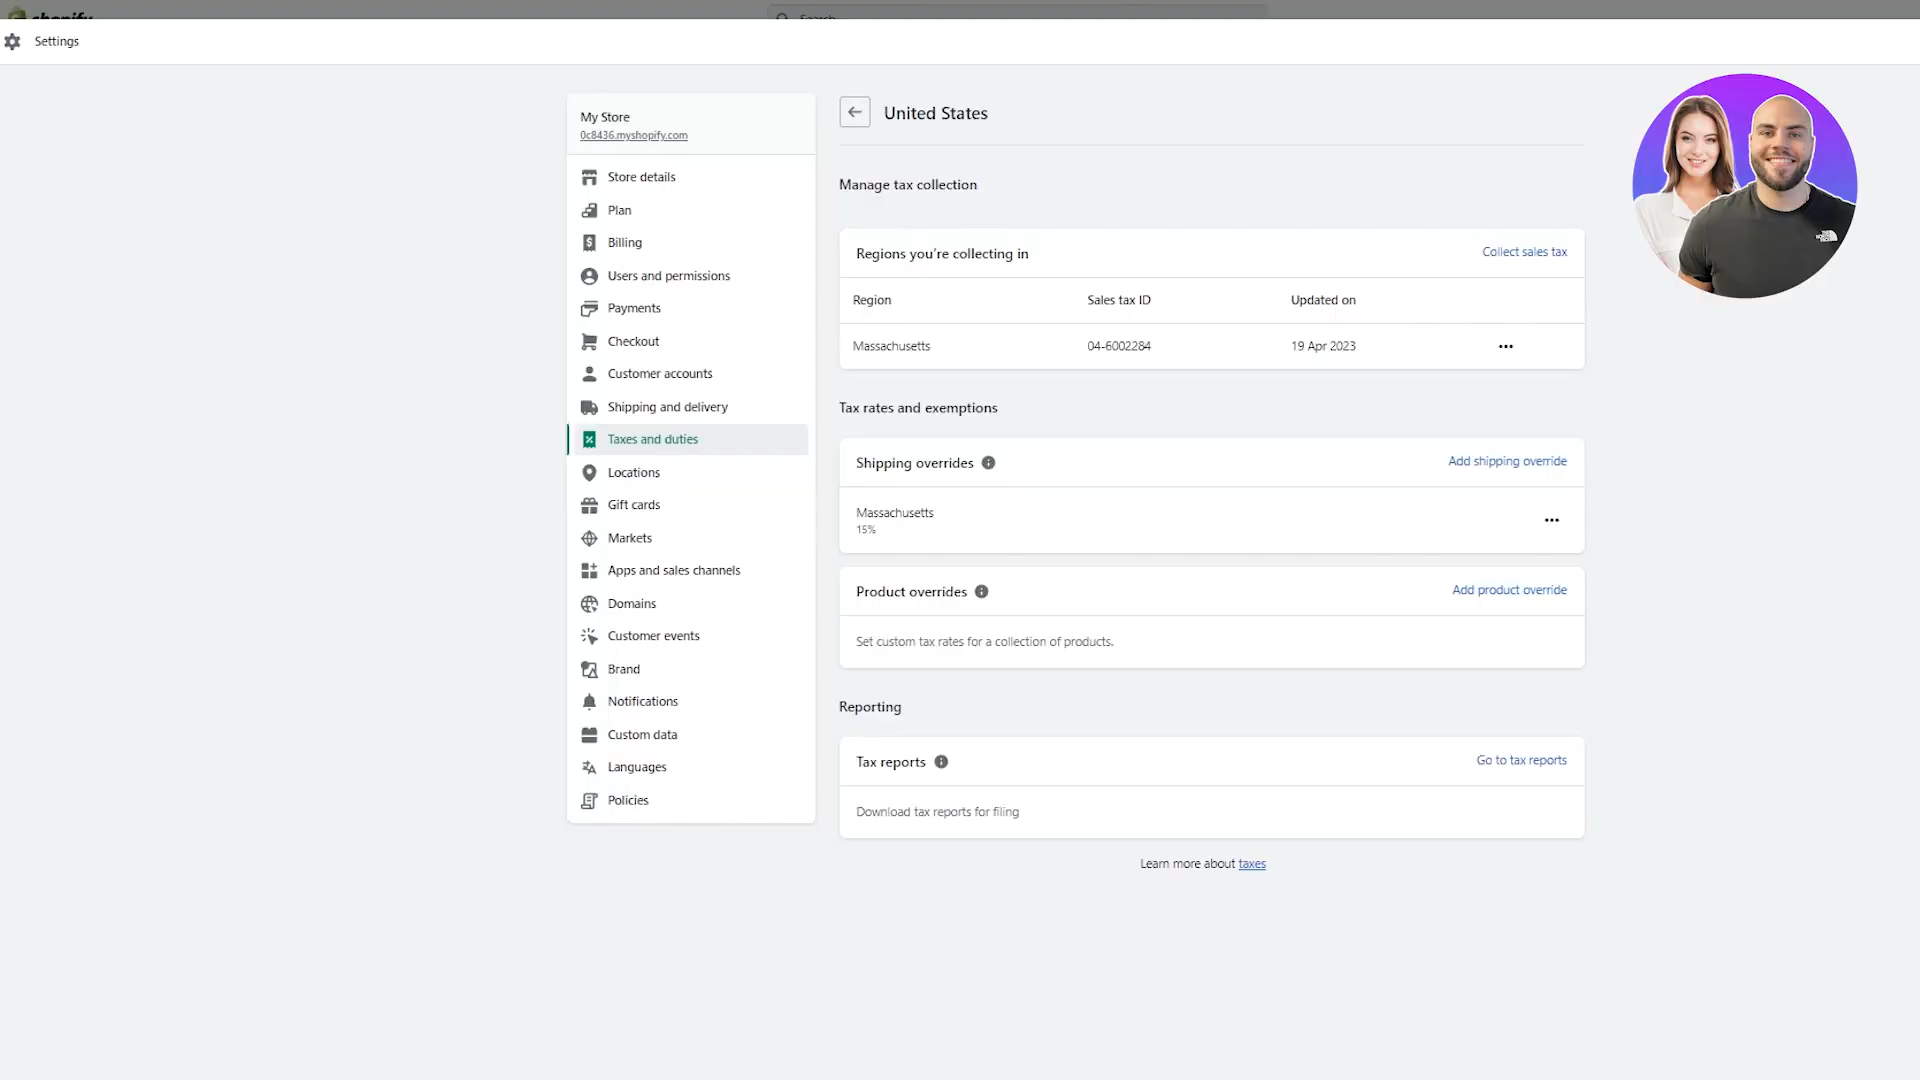 shopify
Search
Settings
My Store
0c8436.myshopify.com
Store details
Plan
Billing
Users and permissions
Payments
Checkout
Customer accounts
Shipping and delivery
Taxes and duties
Locations
Gift cards
Markets
Apps and sales channels
Domains
Customer events
Brand
Notifications
Custom data
Languages
Policies
United States
Manage tax collection
Regions you’re collecting in Collect sales tax
Region Sales tax ID Updated on
Massachusetts 04-6002284 19 Apr 2023
Tax rates and exemptions
Shipping overrides Add shipping override
Massachusetts
15%
Product overrides Add product override
Set custom tax rates for a collection of products.
Reporting
Tax reports Go to tax reports
Download tax reports for filing
Learn more about taxes
THE NORTH FACE